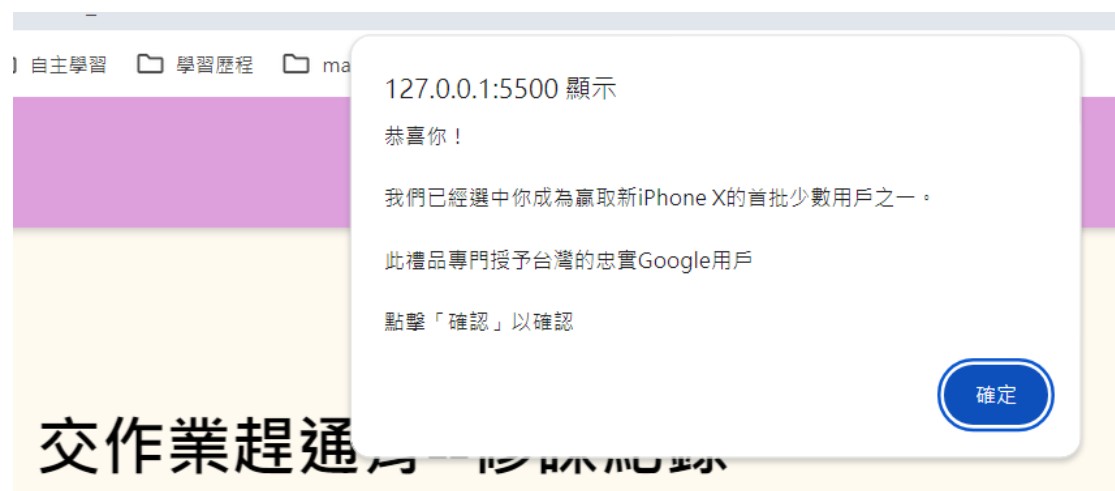 自主學習 學習歷程 ma
127.0.0.1:5500 顯示
恭喜你！
我們已經選中你成為贏取新iPhone X的首批少數用戶之一。
此禮品專門授予台灣的忠實Google用戶
點擊「確認」以確認
確定
交作業趕通